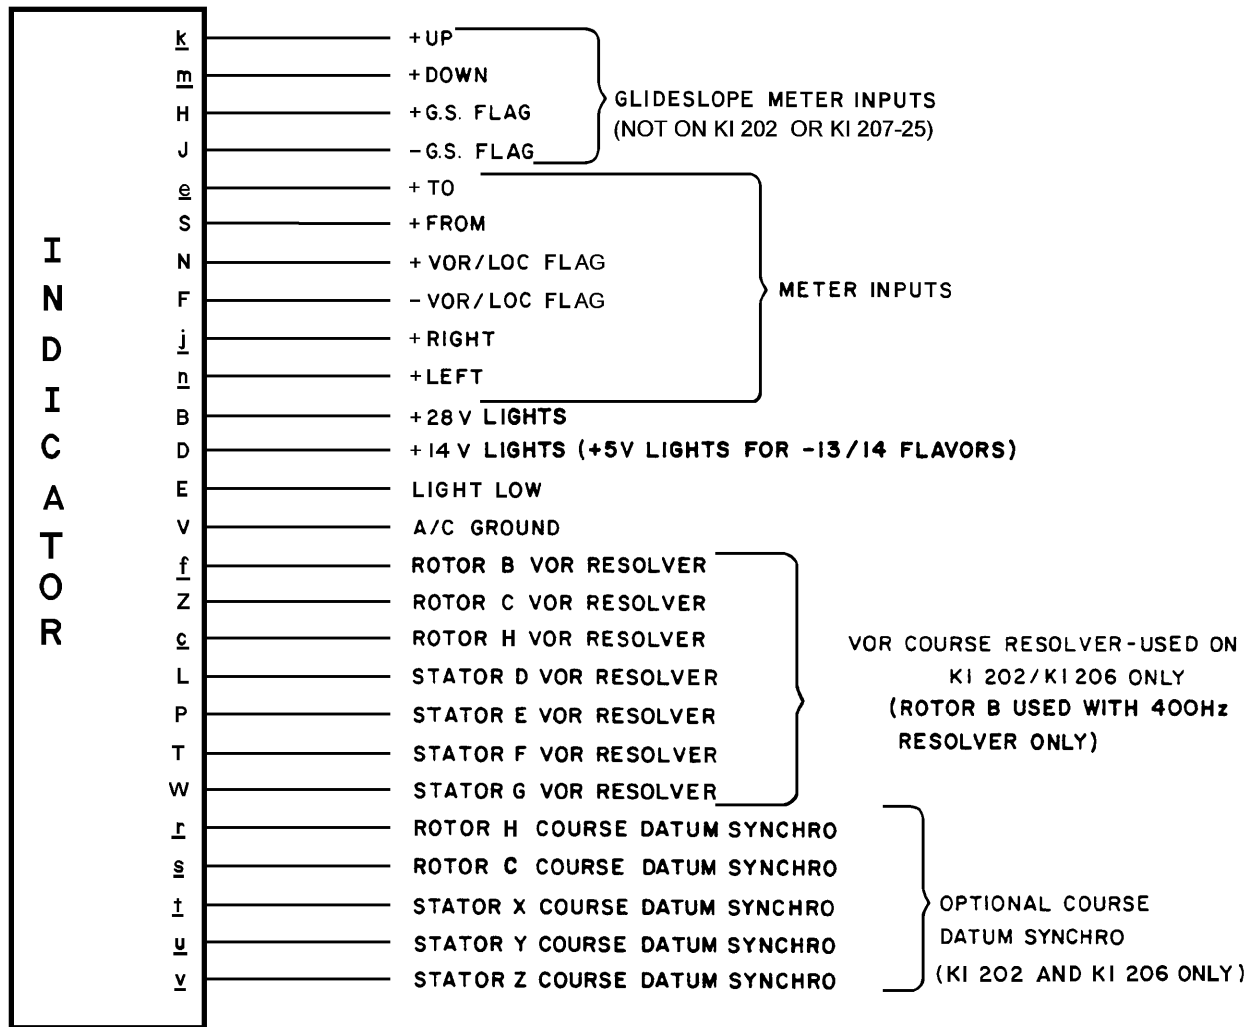 INDICATOR
k +UP
m +DOWN
H +G.S. FLAG
J -G.S. FLAG
GLIDESLOPE METER INPUTS
(NOT ON KI 202 OR KI 207-25)
e +TO
S +FROM
N +VOR/LOC FLAG
F -VOR/LOC FLAG
j +RIGHT
n +LEFT
METER INPUTS
B +28V LIGHTS
D +14V LIGHTS (+5V LIGHTS FOR -13/14 FLAVORS)
E LIGHT LOW
V A/C GROUND
f ROTOR B VOR RESOLVER
Z ROTOR C VOR RESOLVER
c ROTOR H VOR RESOLVER
L STATOR D VOR RESOLVER
P STATOR E VOR RESOLVER
T STATOR F VOR RESOLVER
W STATOR G VOR RESOLVER
VOR COURSE RESOLVER-USED ON
KI 202/KI 206 ONLY
(ROTOR B USED WITH 400Hz
RESOLVER ONLY)
r ROTOR H COURSE DATUM SYNCHRO
s ROTOR C COURSE DATUM SYNCHRO
t STATOR X COURSE DATUM SYNCHRO
u STATOR Y COURSE DATUM SYNCHRO
v STATOR Z COURSE DATUM SYNCHRO
OPTIONAL COURSE
DATUM SYNCHRO
(KI 202 AND KI 206 ONLY)